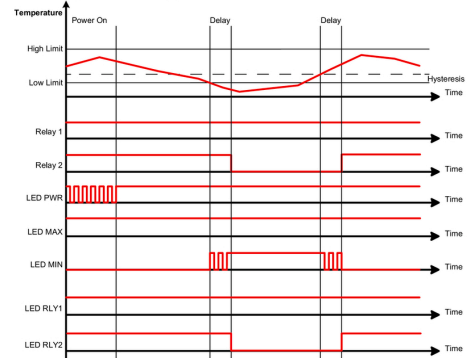 Temperature
Power On Delay Delay
High Limit
Low Limit
Hysteresis
Time
Relay 1
Time
Relay 2
Time
LED PWR
Time
LED MAX
Time
LED MIN
Time
LED RLY1
Time
LED RLY2
Time